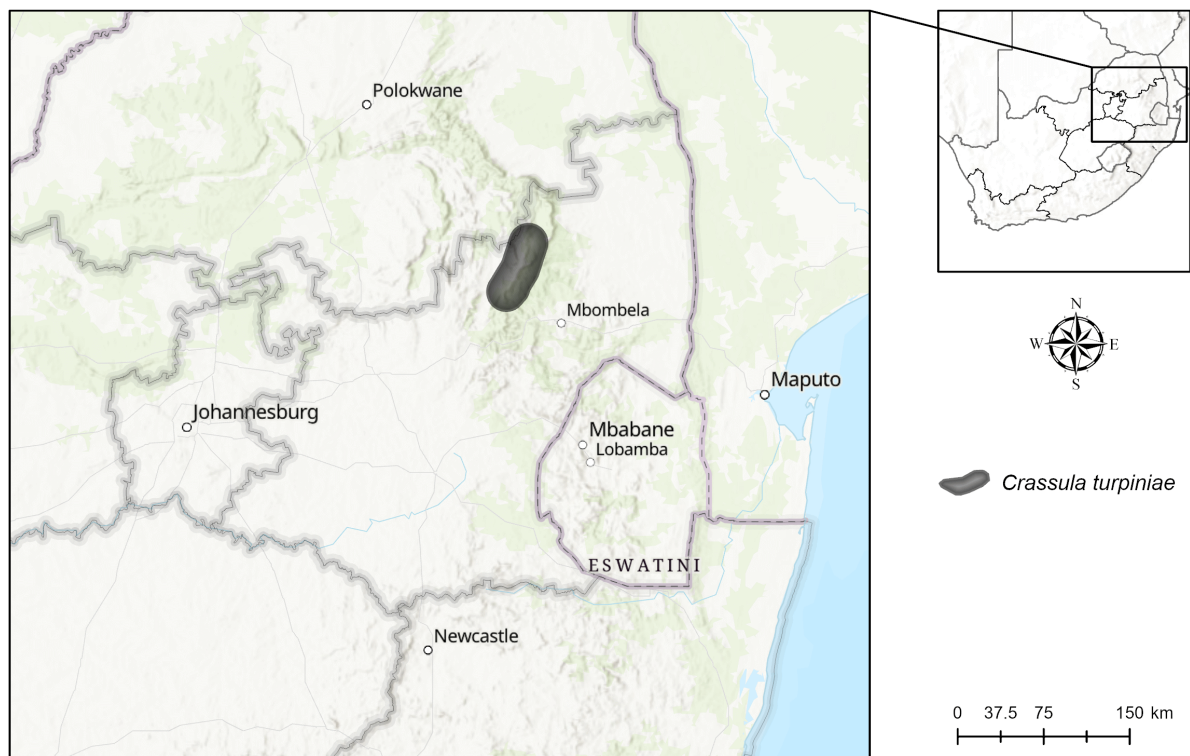 Polokwane
Mbombela
Maputo
Johannesburg
Mbabane
Lobamba
ESWATINI
Newcastle
N
W E
S
Crassula turpiniae
0 37.5 75 150 km